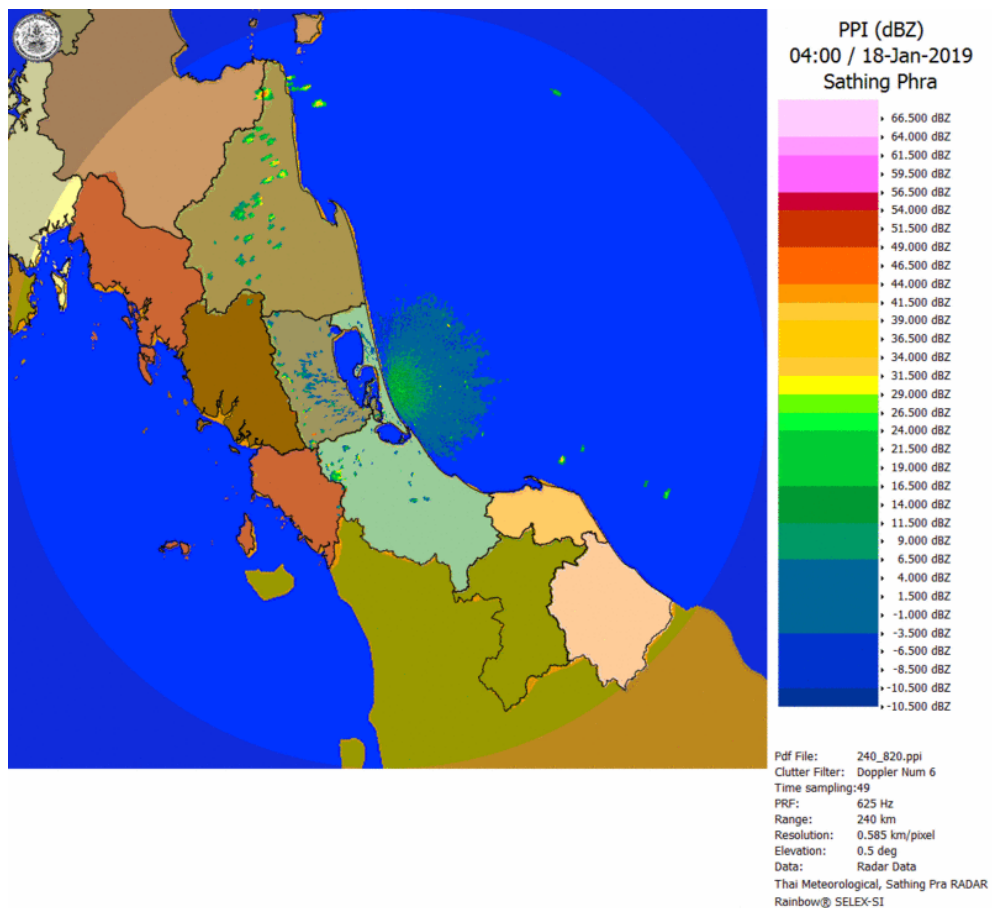 PPI (dBZ)
04:00 / 18-Jan-2019
Sathing Phra
66.500 dBZ
64.000 dBZ
61.500 dBZ
59.500 dBZ
56.500 dBZ
54.000 dBZ
51.500 dBZ
49.000 dBZ
46.500 dBZ
44.000 dBZ
41.500 dBZ
39.000 dBZ
36.500 dBZ
34.000 dBZ
31.500 dBZ
29.000 dBZ
26.500 dBZ
24.000 dBZ
21.500 dBZ
19.000 dBZ
16.500 dBZ
14.000 dBZ
11.500 dBZ
9.000 dBZ
6.500 dBZ
4.000 dBZ
1.500 dBZ
-1.000 dBZ
-3.500 dBZ
-6.500 dBZ
-8.500 dBZ
-10.500 dBZ
-10.500 dBZ
Pdf File: 240_820.ppi
Clutter Filter: Doppler Num 6
Time sampling:49
PRF: 625 Hz
Range: 240 km
Resolution: 0.585 km/pixel
Elevation: 0.5 deg
Data: Radar Data
Thai Meteorological, Sathing Pra RADAR
Rainbow® SELEX-SI